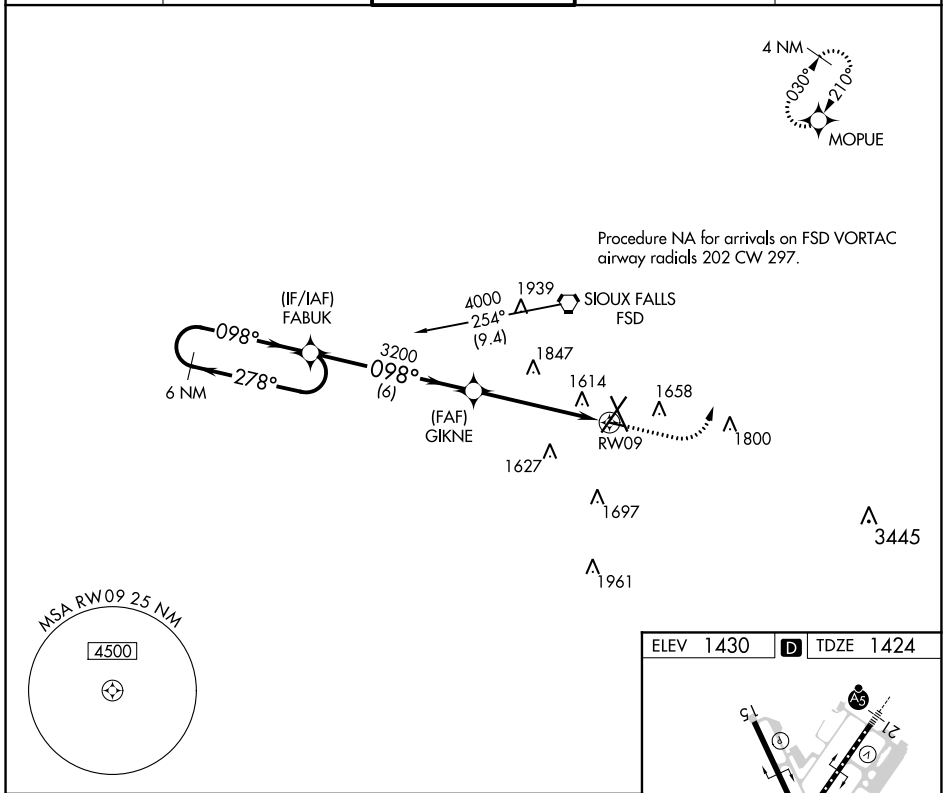 4 NM
030°
210°
MOPUE
Procedure NA for arrivals on FSD VORTAC
airway radials 202 CW 297.
(IF/IAF)
FABUK
4000
1939
SIOUX FALLS
FSD
254°
(9.4)
098°
3200
098°
(6)
1847
6 NM
278°
1614
1658
(FAF)
GIKNE
RW09
1800
1627
1697
3445
1961
MSA RW09 25 NM
4500
ELEV 1430
D
TDZE 1424
A5
15
21
P
V